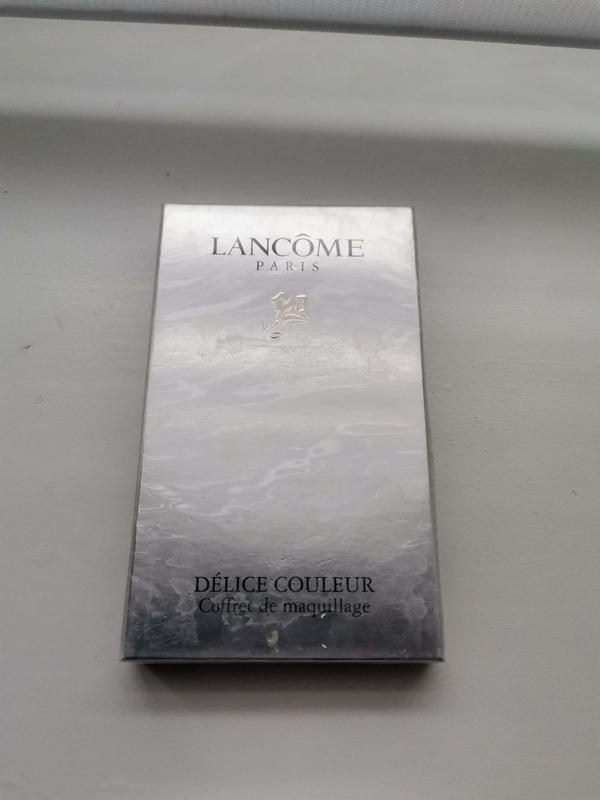 LANCÔME
PARIS
DÉLICE COULEUR
Coffret de maquillage